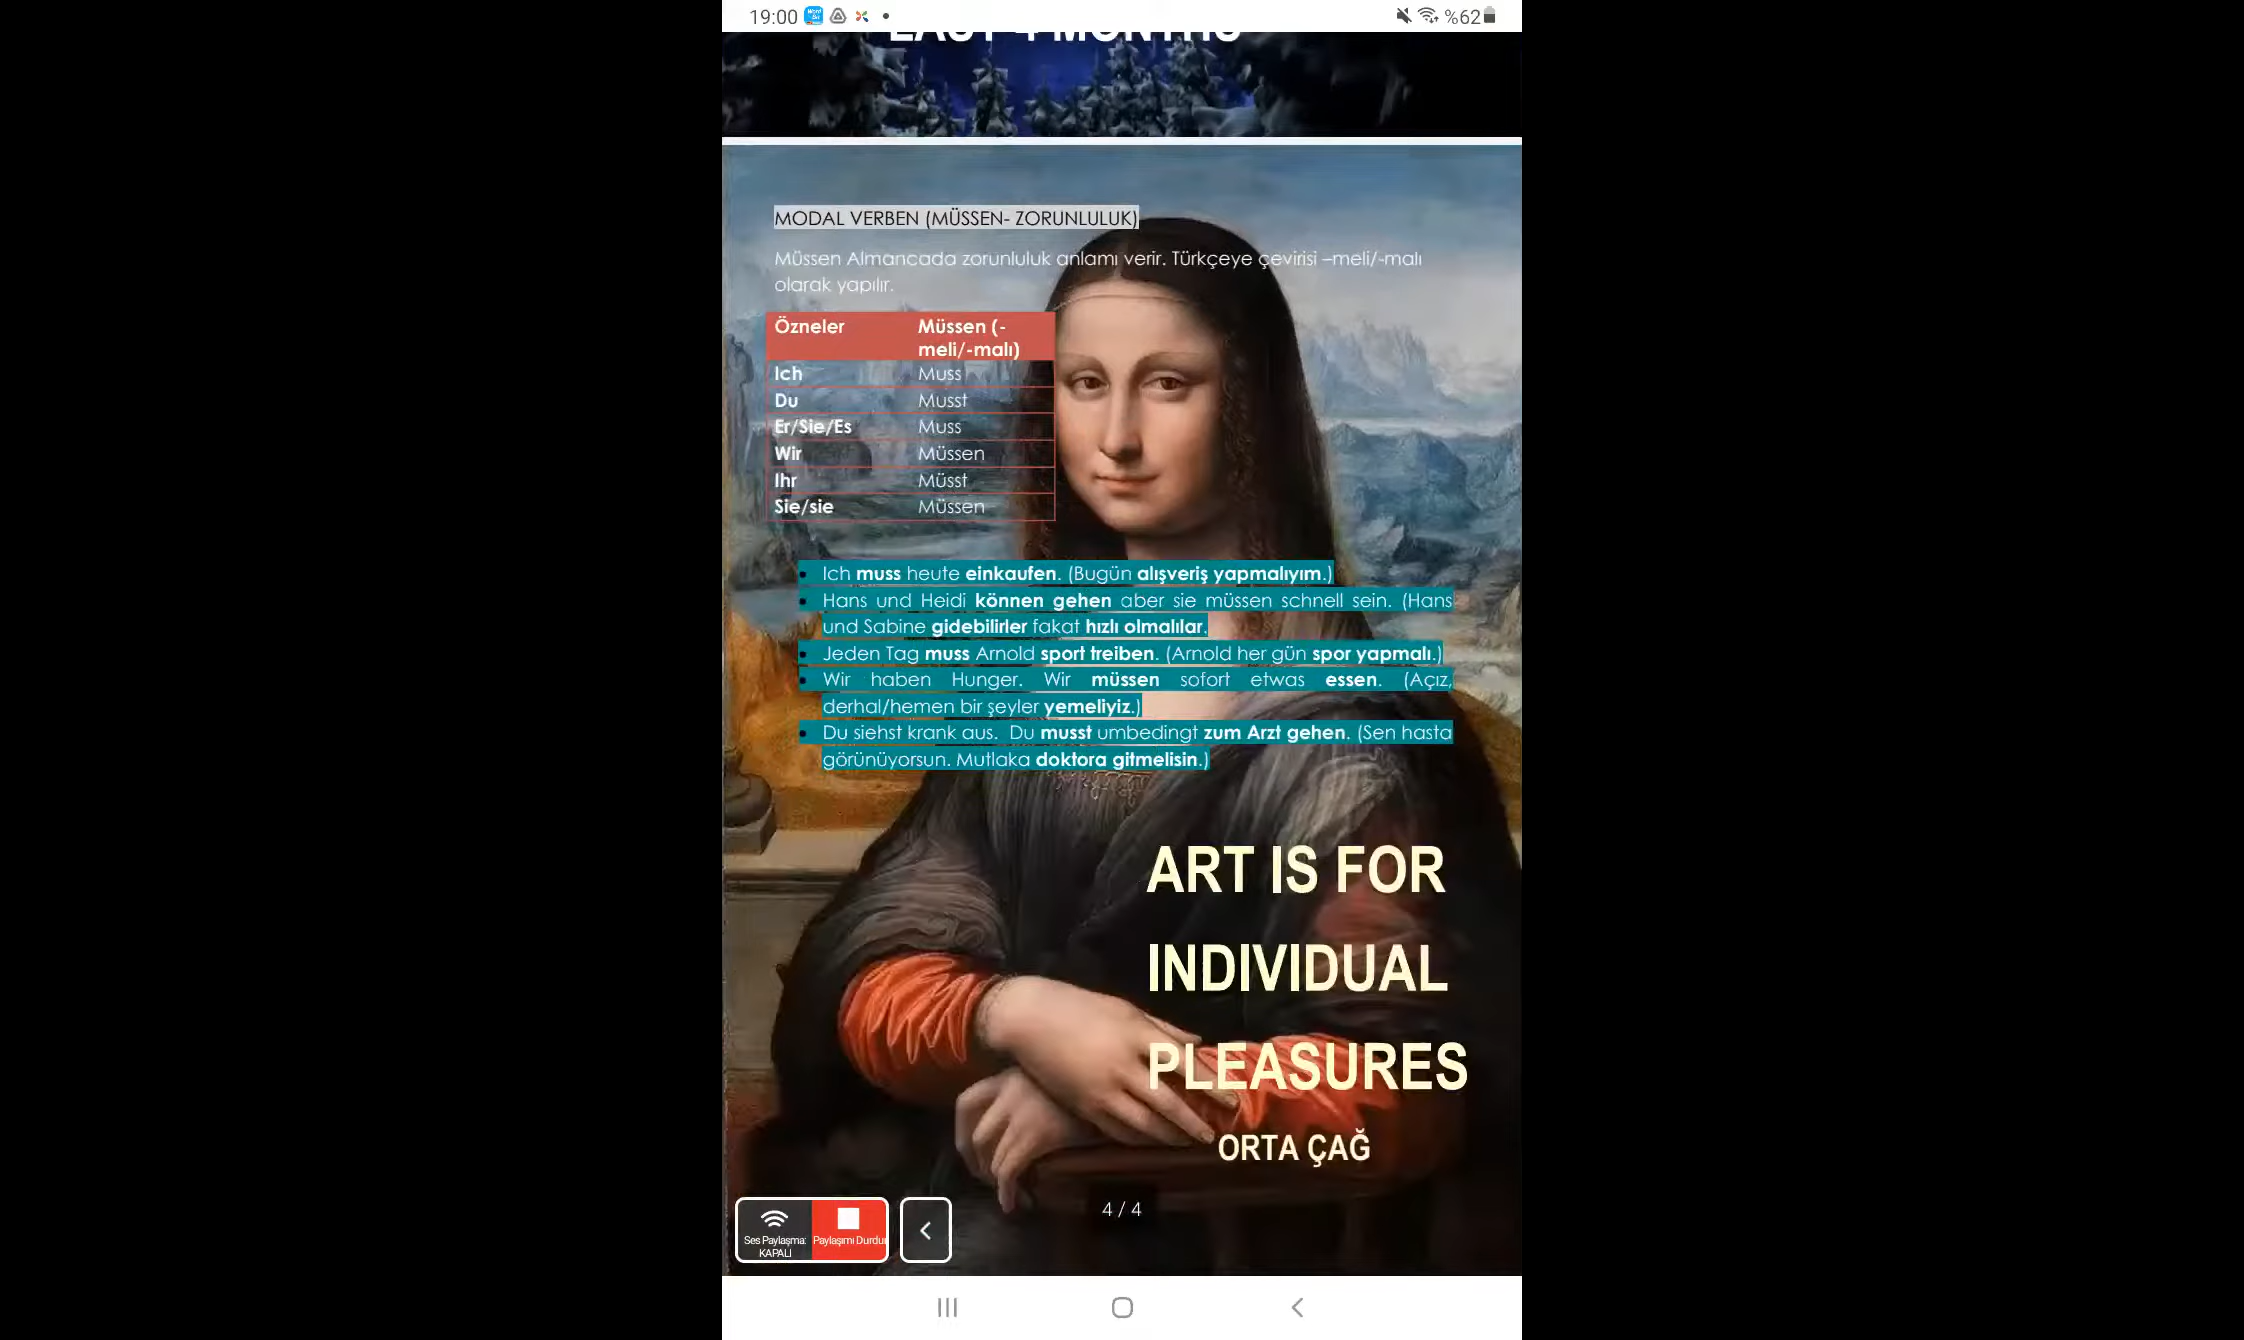 19:00
%62
LAST 4 MONTHS
MODAL VERBEN (MÜSSEN- ZORUNLULUK)
Müssen Almancada zorunluluk anlamı verir. Türkçeye çevirisi –meli/-malı
olarak yapılır.
Özneler Müssen (-
meli/-malı)
Ich Muss
Du Musst
Er/Sie/Es Muss
Wir Müssen
Ihr Müsst
Sie/sie Müssen
• Ich muss heute einkaufen. (Bugün alışveriş yapmalıyım.)
• Hans und Heidi können gehen aber sie müssen schnell sein. (Hans
und Sabine gidebilirler fakat hızlı olmalılar.
• Jeden Tag muss Arnold sport treiben. (Arnold her gün spor yapmalı.)
• Wir haben Hunger. Wir müssen sofort etwas essen. (Açız,
derhal/hemen bir şeyler yemeliyiz.)
• Du siehst krank aus. Du musst umbedingt zum Arzt gehen. (Sen hasta
görünüyorsun. Mutlaka doktora gitmelisin.)
ART IS FOR
INDIVIDUAL
PLEASURES
ORTA ÇAĞ
4 / 4
Ses Paylaşma:
KAPALI
Paylaşımı Durdur